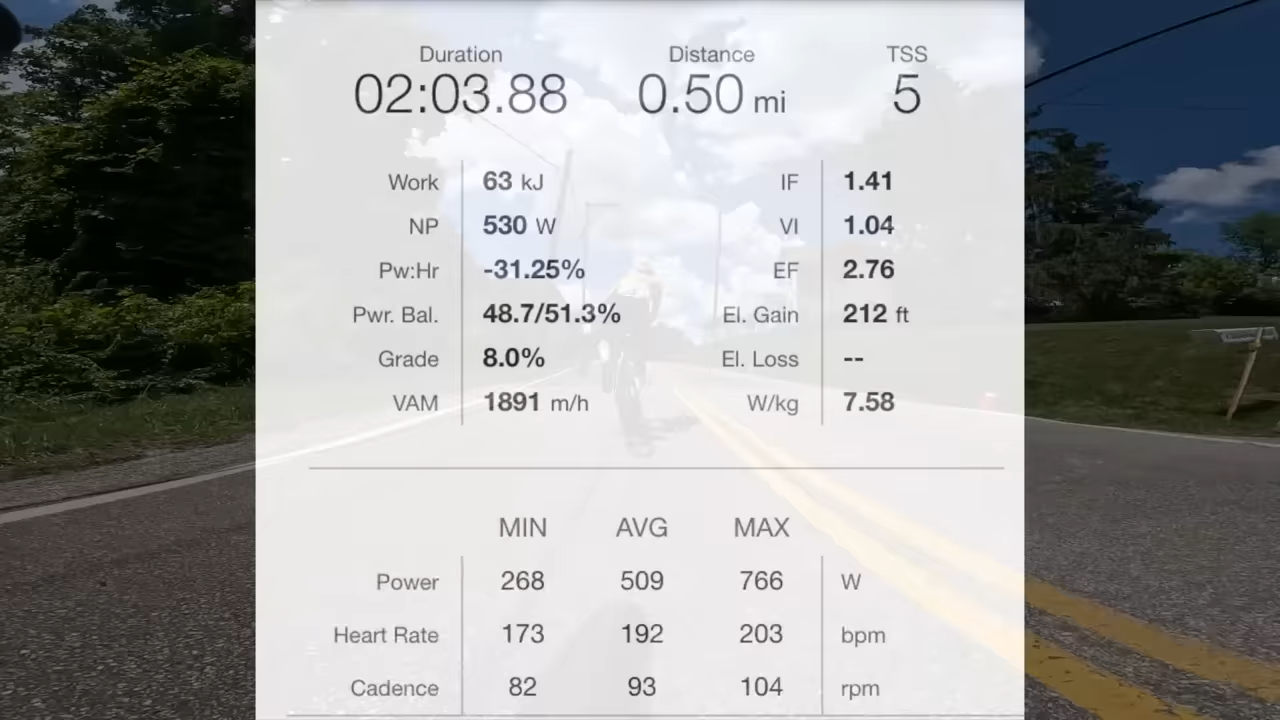 Duration Distance TSS
02:03.88 0.50 mi 5
Work 63 kJ IF 1.41
NP 530 W VI 1.04
Pw:Hr -31.25% EF 2.76
Pwr. Bal. 48.7/51.3% El. Gain 212 ft
Grade 8.0% El. Loss --
VAM 1891 m/h W/kg 7.58
MIN AVG MAX
Power 268 509 766 W
Heart Rate 173 192 203 bpm
Cadence 82 93 104 rpm